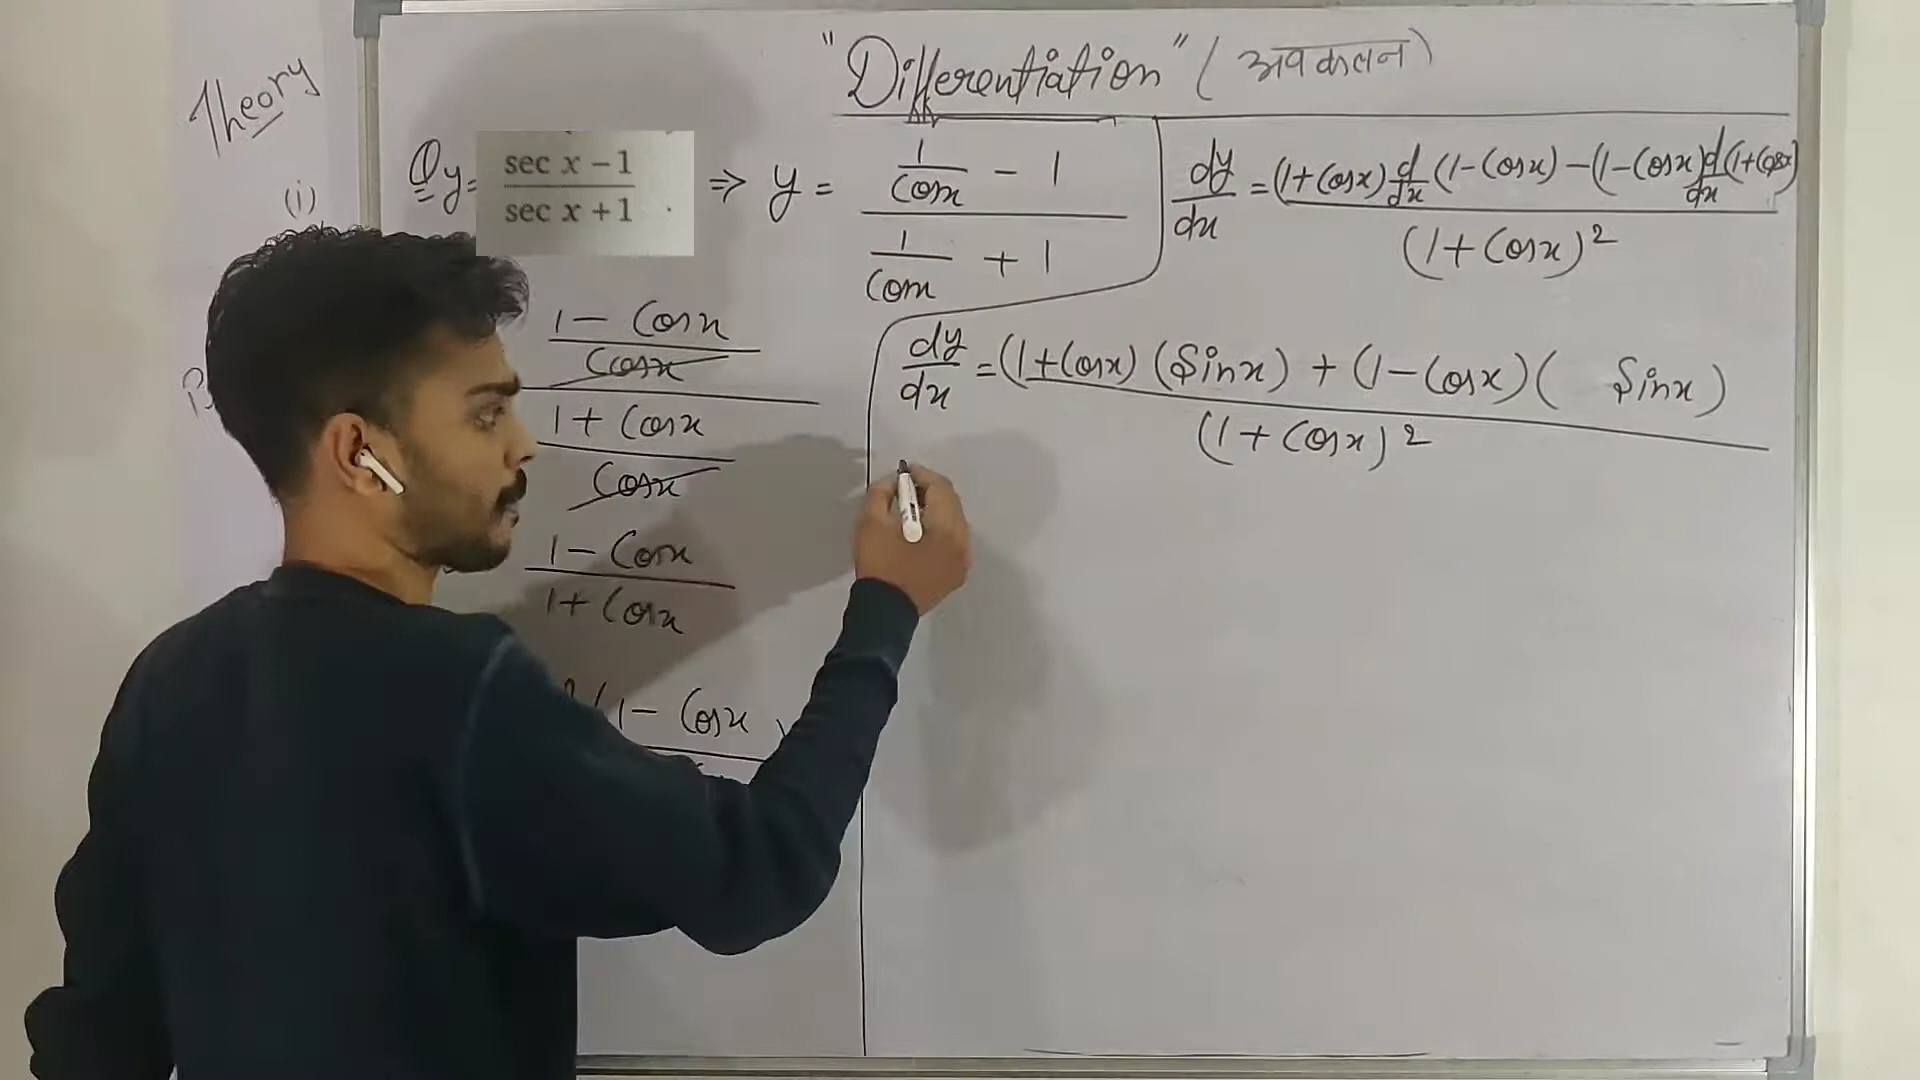 "Differentiation" (अवकलन)
Theory
(i)
Q y = sec x − 1 / sec x + 1 ⇒ y = 1/Cosx − 1 / 1/Cosx + 1
1 − Cosx / Cosx
1 + Cosx / Cosx
1 − Cosx / 1 + Cosx
1 − Cosx
dy/dx = (1+Cosx) d/dx (1−Cosx) − (1−Cosx) d/dx (1+Cosx) / (1+Cosx)²
dy/dx = (1+Cosx) (Sinx) + (1−Cosx) ( Sinx) / (1+Cosx)²